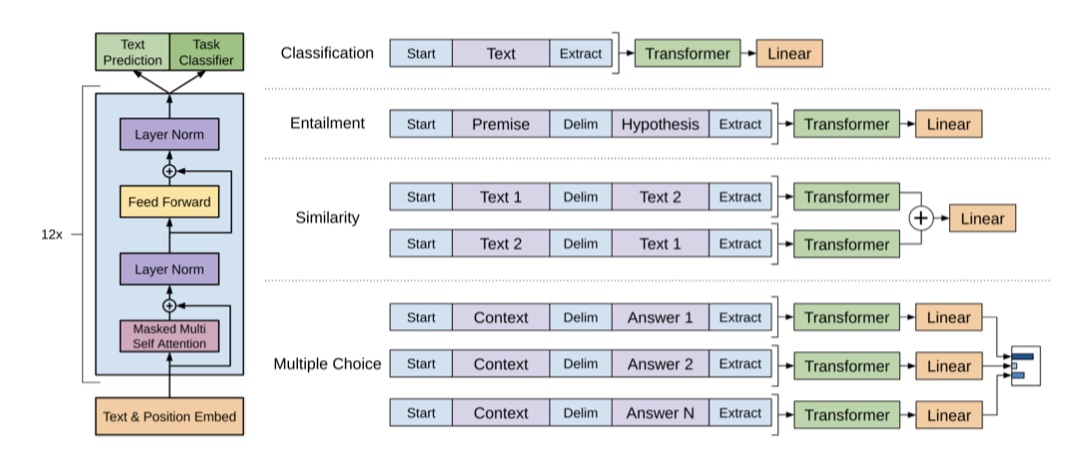 Text
Prediction
Task
Classifier
Layer Norm
Feed Forward
12x
Layer Norm
Masked Multi
Self Attention
Text & Position Embed
Classification
Start Text Extract Transformer Linear
Entailment
Start Premise Delim Hypothesis Extract Transformer Linear
Similarity
Start Text 1 Delim Text 2 Extract Transformer
Start Text 2 Delim Text 1 Extract Transformer
+ Linear
Multiple Choice
Start Context Delim Answer 1 Extract Transformer Linear
Start Context Delim Answer 2 Extract Transformer Linear
Start Context Delim Answer N Extract Transformer Linear